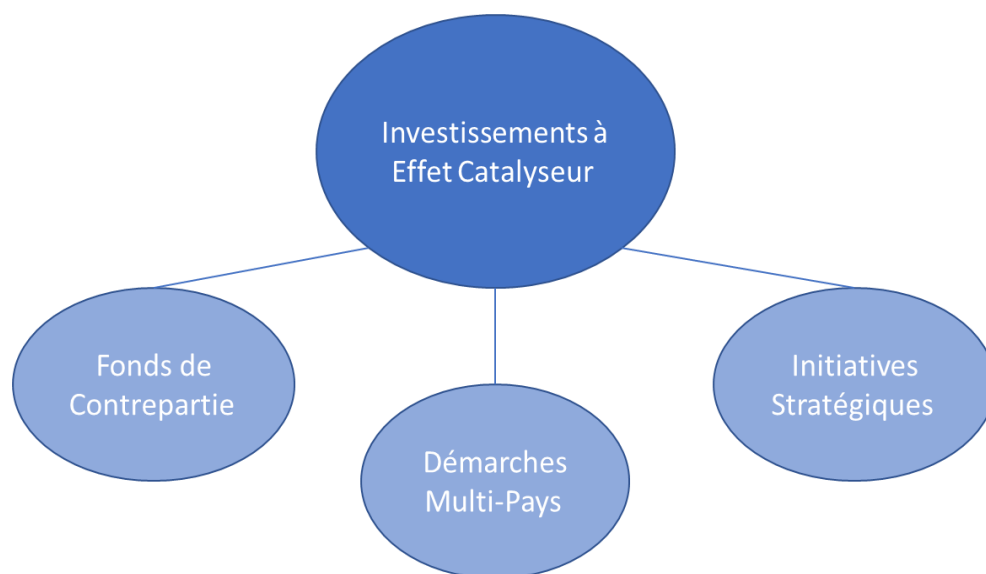 Investissements à
Effet Catalyseur
Fonds de
Contrepartie
Démarches
Multi-Pays
Initiatives
Stratégiques